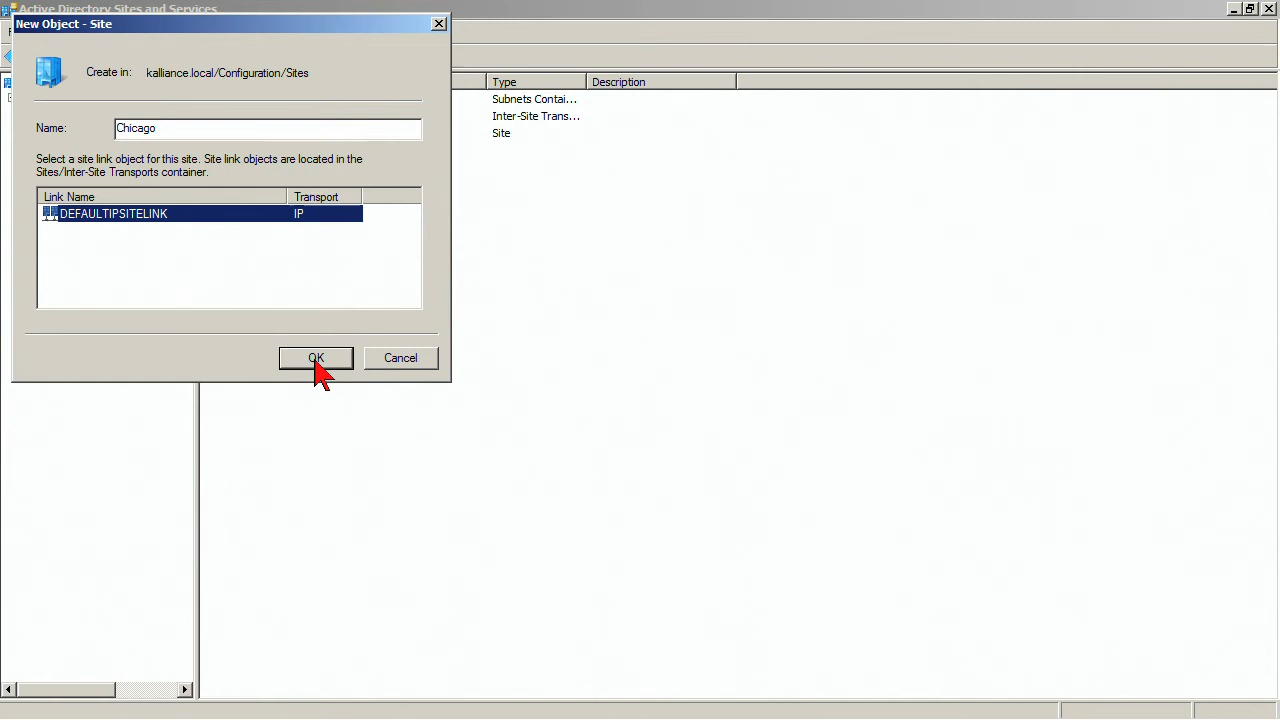 Active Directory Sites and Services
New Object - Site
Create in: kalliance.local/Configuration/Sites
Name: Chicago
Select a site link object for this site. Site link objects are located in the
Sites/Inter-Site Transports container.
Link Name Transport
DEFAULTIPSITELINK IP
OK Cancel
Type Description
Subnets Contai...
Inter-Site Trans...
Site